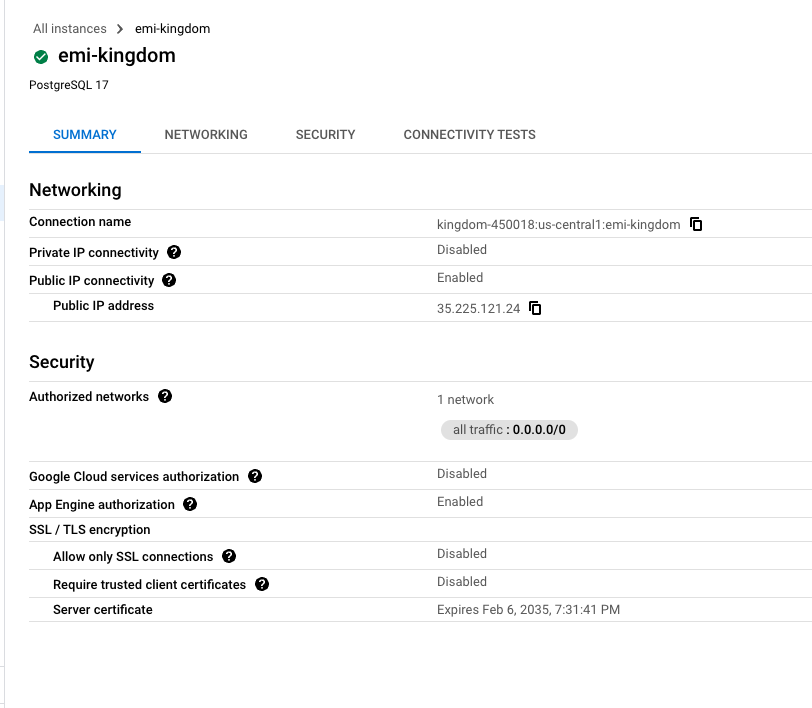 All instances > emi-kingdom
emi-kingdom
PostgreSQL 17
SUMMARY NETWORKING SECURITY CONNECTIVITY TESTS
Networking
Connection name kingdom-450018:us-central1:emi-kingdom
Private IP connectivity ? Disabled
Public IP connectivity ? Enabled
Public IP address 35.225.121.24
Security
Authorized networks ? 1 network
all traffic : 0.0.0.0/0
Google Cloud services authorization ? Disabled
App Engine authorization ? Enabled
SSL / TLS encryption
Allow only SSL connections ? Disabled
Require trusted client certificates ? Disabled
Server certificate Expires Feb 6, 2035, 7:31:41 PM